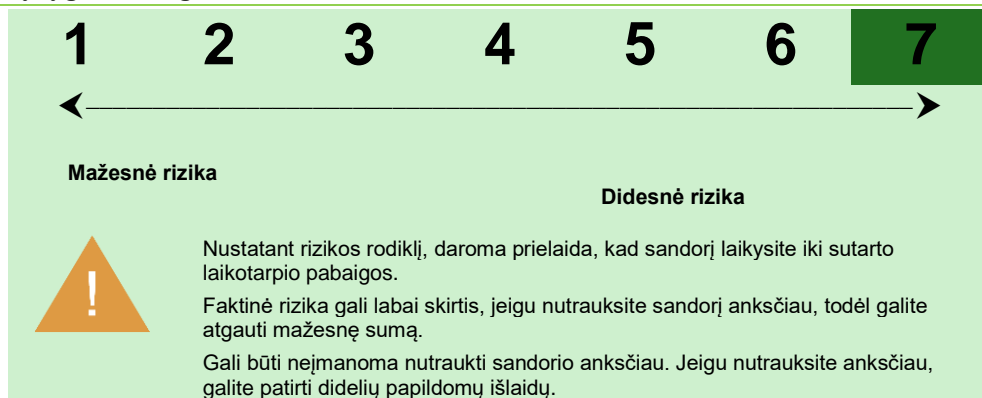 1 2 3 4 5 6 7
Mažesnė rizika
Didesnė rizika
!
Nustatant rizikos rodiklį, daroma prielaida, kad sandorį laikysite iki sutarto
laikotarpio pabaigos.
Faktinė rizika gali labai skirtis, jeigu nutrauksite sandorį anksčiau, todėl galite
atgauti mažesnę sumą.
Gali būti neįmanoma nutraukti sandorio anksčiau. Jeigu nutrauksite anksčiau,
galite patirti didelių papildomų išlaidų.